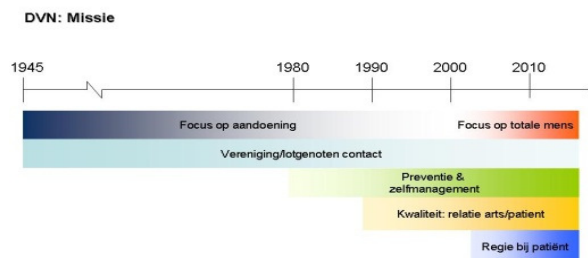 DVN: Missie
1945 1980 1990 2000 2010
Focus op aandoening Focus op totale mens
Vereniging/lotgenoten contact
Preventie &
zelfmanagement
Kwaliteit: relatie arts/patient
Regie bij patiënt